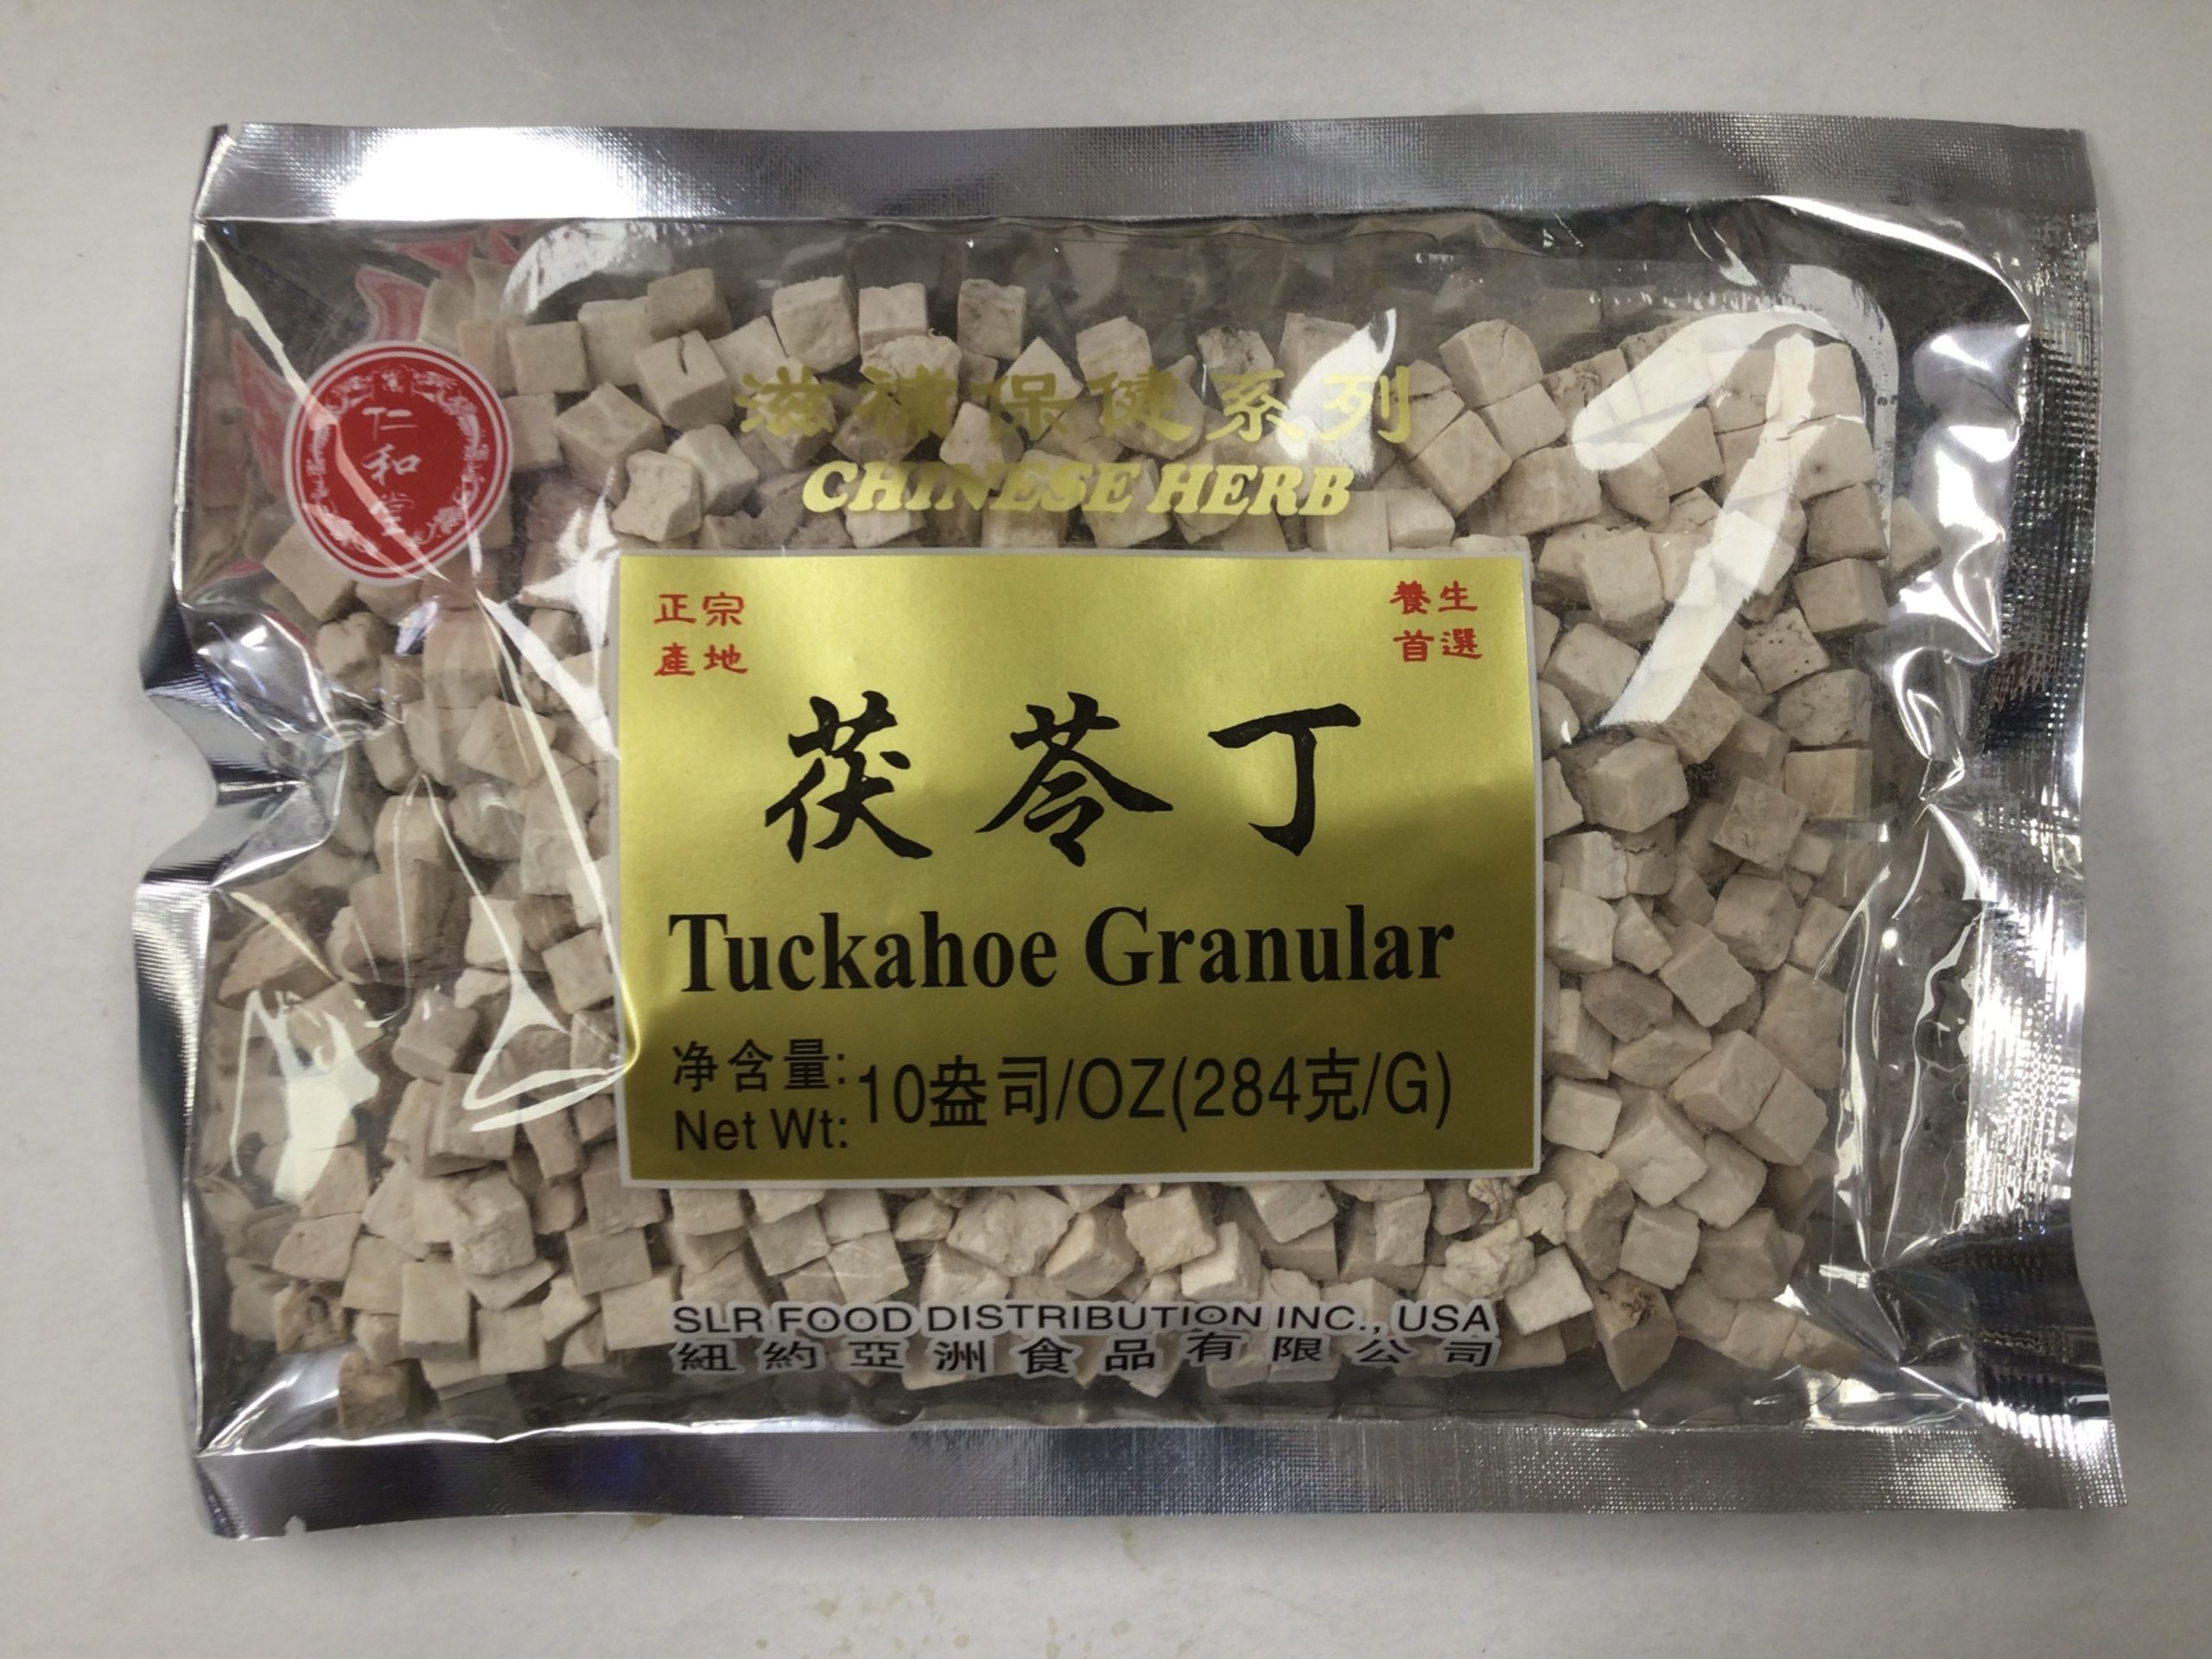 仁和堂
滋補保健系列
CHINESE HERB
正宗
產地
養生
首選
茯苓丁
Tuckahoe Granular
净含量:
Net Wt:
10盎司/OZ(284克/G)
SLR FOOD DISTRIBUTION INC., USA
紐約亞洲食品有限公司